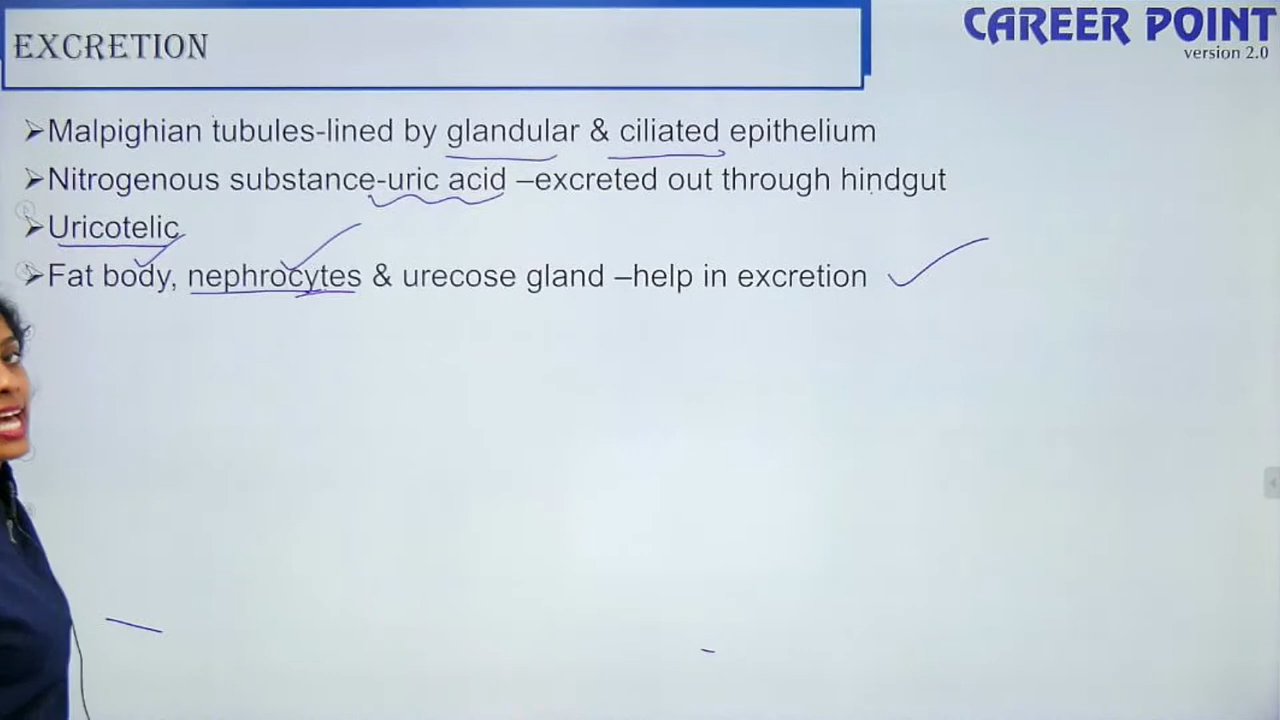 EXCRETION
CAREER POINT
version 2.0
➢Malpighian tubules-lined by glandular & ciliated epithelium
➢Nitrogenous substance-uric acid –excreted out through hindgut
➢Uricotelic
➢Fat body, nephrocytes & urecose gland –help in excretion